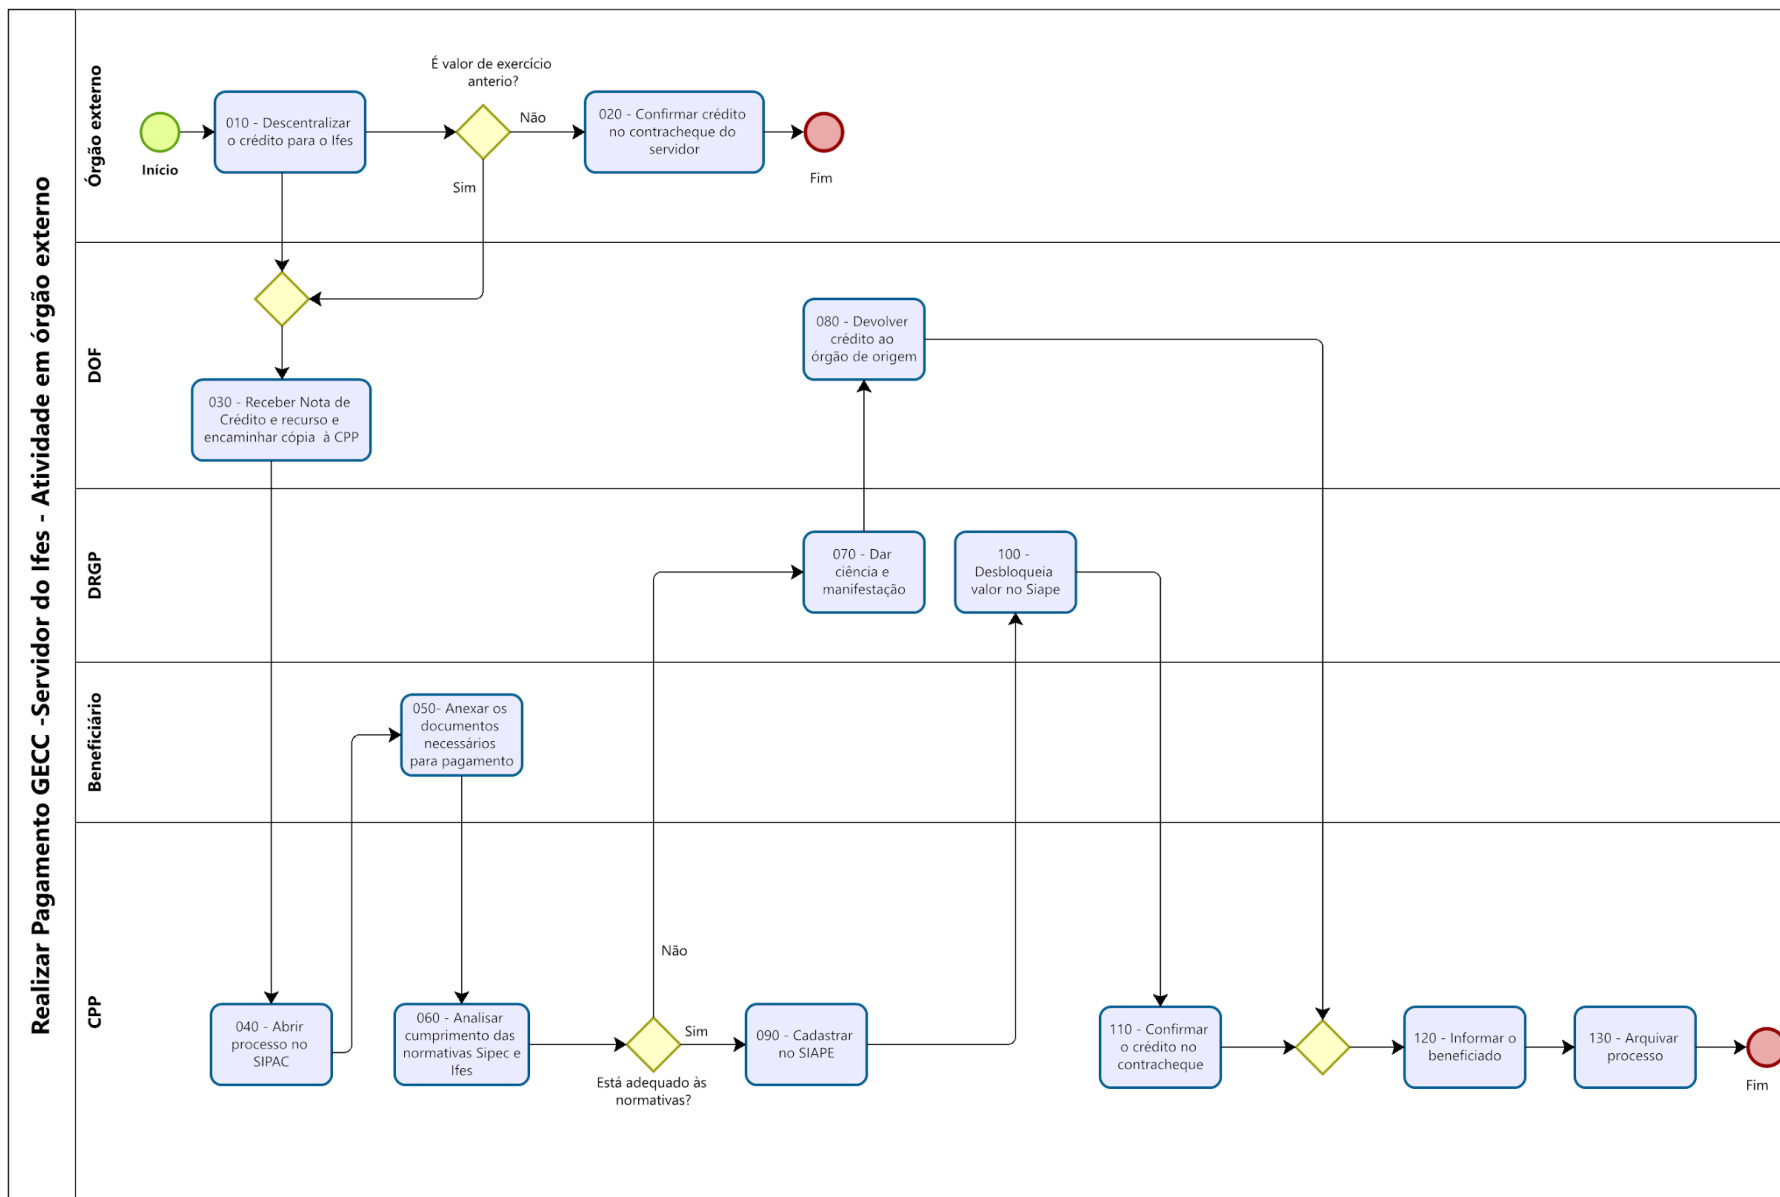 Realizar Pagamento GECC -Servidor do Ifes - Atividade em órgão externo
Órgão externo
Início
010 - Descentralizar
o crédito para o Ifes
É valor de exercício
anterio?
Não
Sim
020 - Confirmar crédito
no contracheque do
servidor
Fim
DOF
030 - Receber Nota de
Crédito e recurso e
encaminhar cópia à CPP
080 - Devolver
crédito ao
órgão de origem
DRGP
070 - Dar
ciência e
manifestação
100 -
Desbloqueia
valor no Siape
Beneficiário
050- Anexar os
documentos
necessários
para pagamento
CPP
040 - Abrir
processo no
SIPAC
060 - Analisar
cumprimento das
normativas Sipec e
Ifes
Não
Sim
Está adequado às
normativas?
090 - Cadastrar
no SIAPE
110 - Confirmar
o crédito no
contracheque
120 - Informar o
beneficiado
130 - Arquivar
processo
Fim